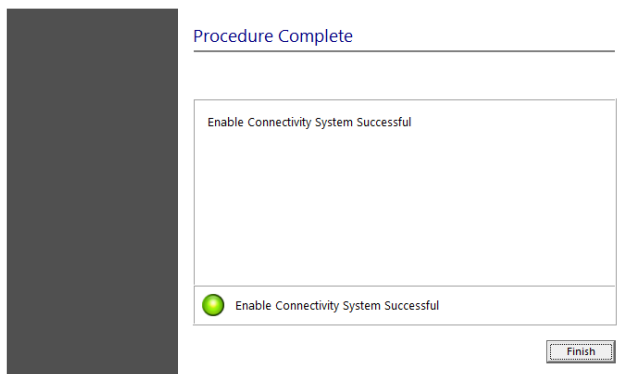 Procedure Complete
Enable Connectivity System Successful
Enable Connectivity System Successful
Finish